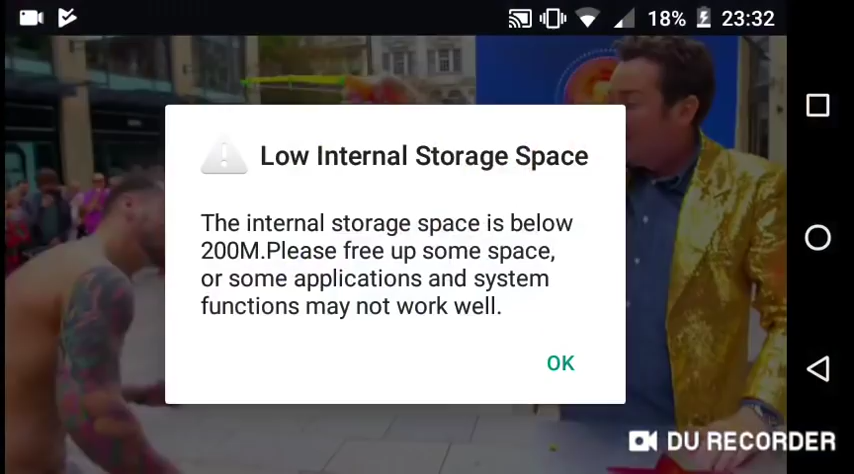 18% 23:32
Low Internal Storage Space
The internal storage space is below
200M.Please free up some space,
or some applications and system
functions may not work well.
OK
DU RECORDER